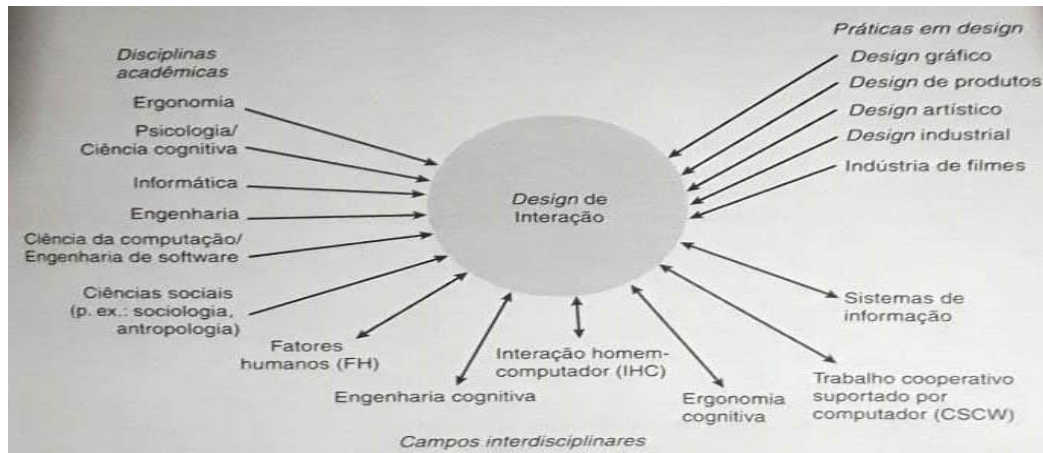 Disciplinas
acadêmicas
Ergonomia
Psicologia/
Ciência cognitiva
Informática
Engenharia
Ciência da computação/
Engenharia de software
Ciências sociais
(p. ex.: sociologia,
antropologia)
Práticas em design
Design gráfico
Design de produtos
Design artístico
Design industrial
Indústria de filmes
Design de
Interação
Fatores
humanos (FH)
Engenharia cognitiva
Interação homem-
computador (IHC)
Ergonomia
cognitiva
Trabalho cooperativo
suportado por
computador (CSCW)
Sistemas de
informação
Campos interdisciplinares